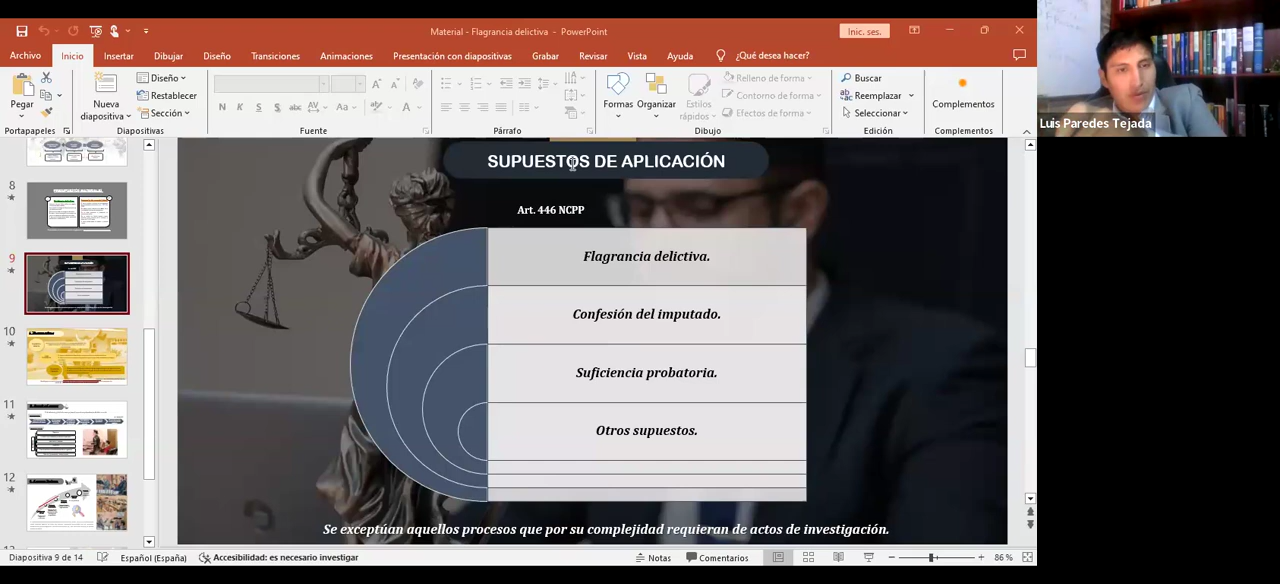 Material - Flagrancia delictiva - PowerPoint
Inic. ses.
Archivo Inicio Insertar Dibujar Diseño Transiciones Animaciones Presentación con diapositivas Grabar Revisar Vista Ayuda ¿Qué desea hacer?
Pegar
Nueva diapositiva
Diseño
Restablecer
Sección
N K S S abc AV Aa A
Formas
Organizar
Estilos rápidos
Relleno de forma
Contorno de forma
Efectos de forma
Buscar
Reemplazar
Seleccionar
Complementos
Portapapeles Diapositivas Fuente Párrafo Dibujo Edición Complementos
Luis Paredes Tejada
8
9
10
11
12
SUPUESTOS DE APLICACIÓN
Art. 446 NCPP
Flagrancia delictiva.
Confesión del imputado.
Suficiencia probatoria.
Otros supuestos.
Se exceptúan aquellos procesos que por su complejidad requieran de actos de investigación.
Diapositiva 9 de 14 Español (España) Accesibilidad: es necesario investigar Notas Comentarios 86 %